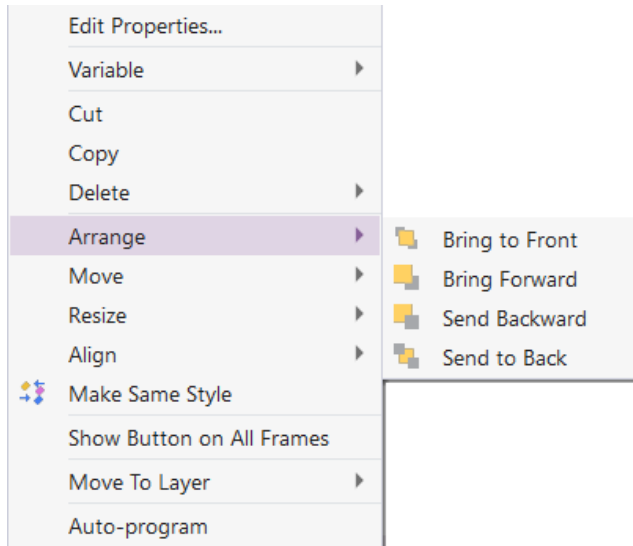 Edit Properties...
Variable
Cut
Copy
Delete
Arrange
Move
Resize
Align
Make Same Style
Show Button on All Frames
Move To Layer
Auto-program
Bring to Front
Bring Forward
Send Backward
Send to Back